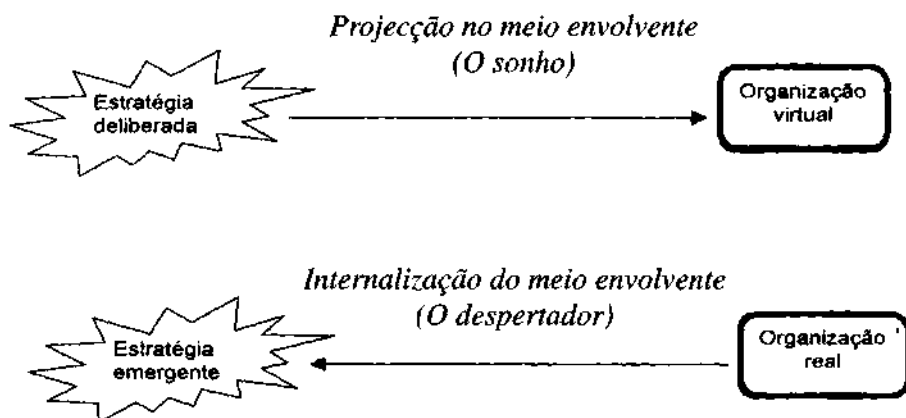 Projecção no meio envolvente
(O sonho)
Estratégia
deliberada
Organização
virtual
Internalização do meio envolvente
(O despertador)
Estratégia
emergente
Organização
real